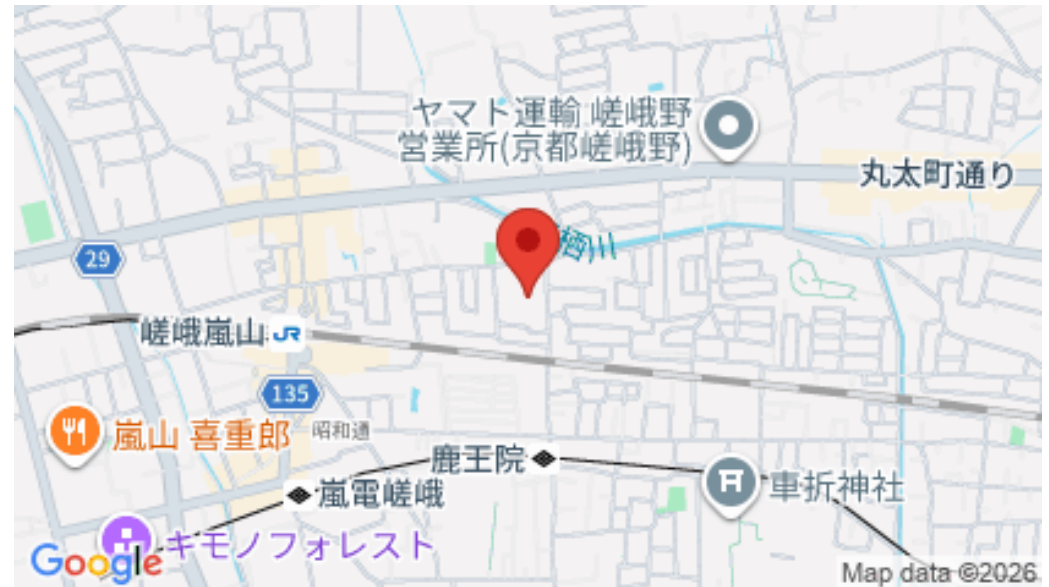 ヤマト運輸 嵯峨野
営業所(京都嵯峨野)
丸太町通り
栖川
29
嵯峨嵐山
JR
135
嵐山 喜重郎
昭和通
鹿王院
嵐電嵯峨
車折神社
キモノフォレスト
Google
Map data ©2026